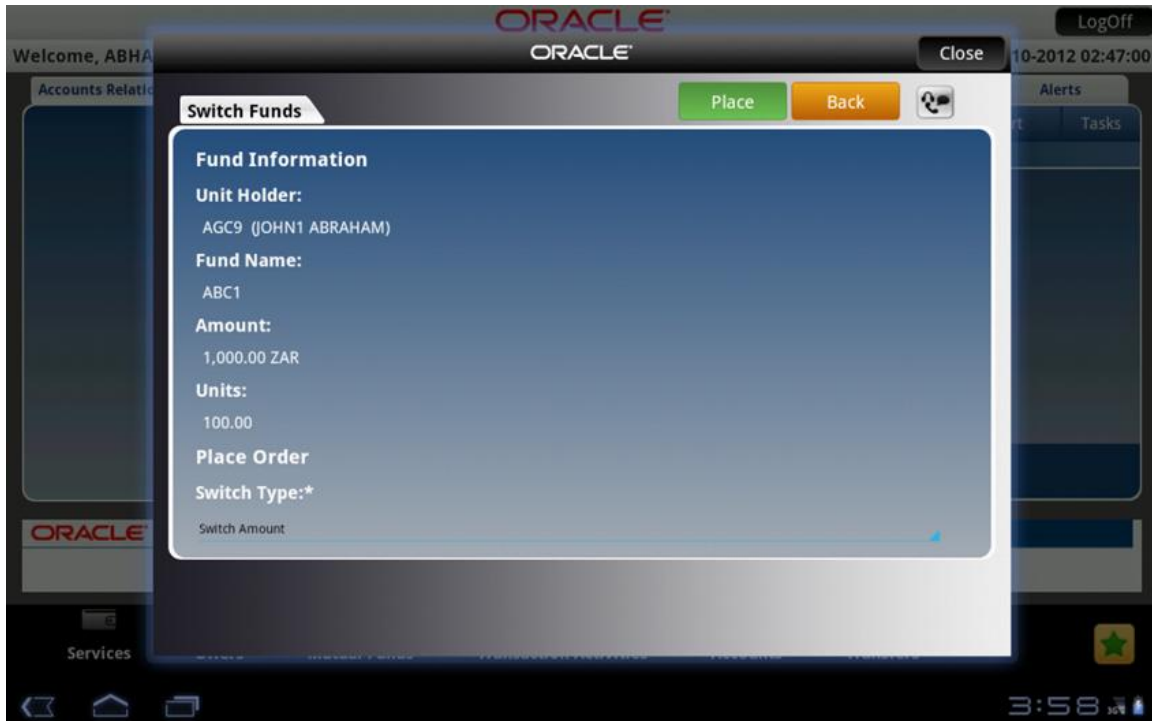 ORACLE
LogOff
Welcome, ABHA
ORACLE
Close
10-2012 02:47:00
Accounts Relatio
Alerts
Switch Funds
Place
Back
rt
Tasks
Fund Information
Unit Holder:
AGC9 (JOHN1 ABRAHAM)
Fund Name:
ABC1
Amount:
1,000.00 ZAR
Units:
100.00
Place Order
Switch Type:*
Switch Amount
ORACLE
Services
3:58